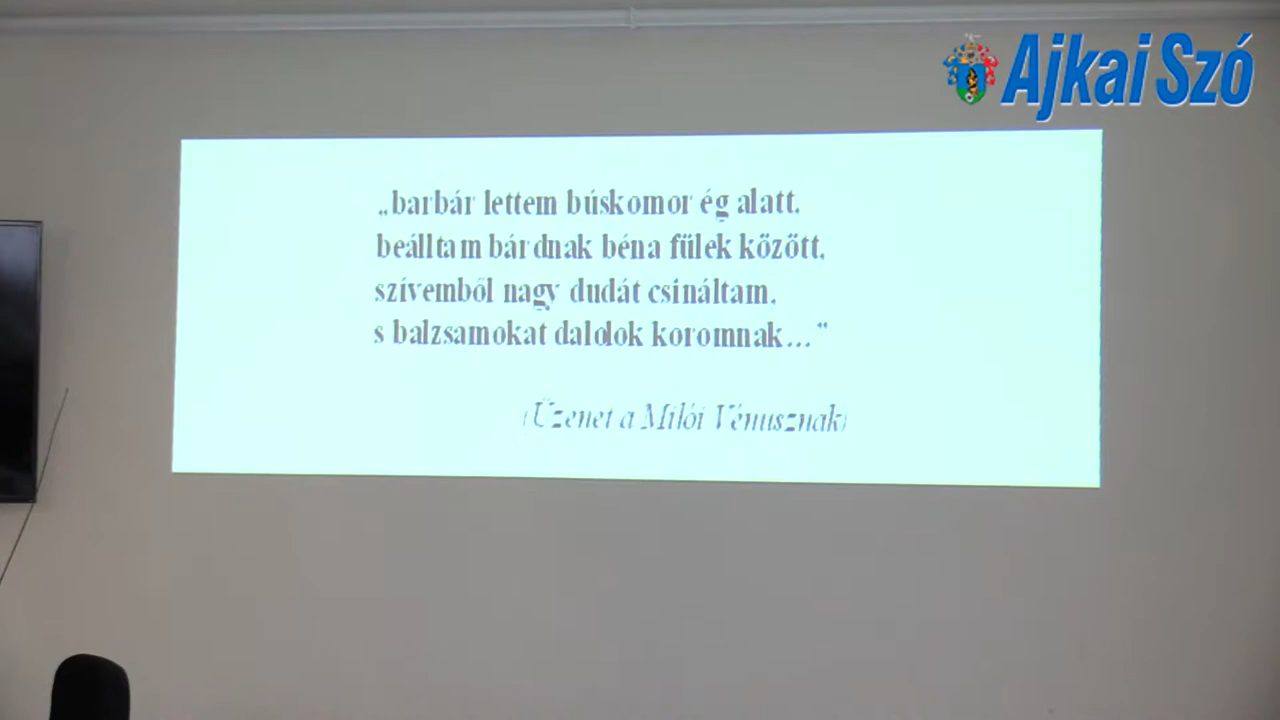 Ajkai Szó
„barbár lettem búskomor ég alatt,
beálltam bárdnak béna fülek között,
szívemből nagy dudát csináltam,
s balzsamokat dalolok koromnak…”
(Üzenet a Milói Vénusznak)